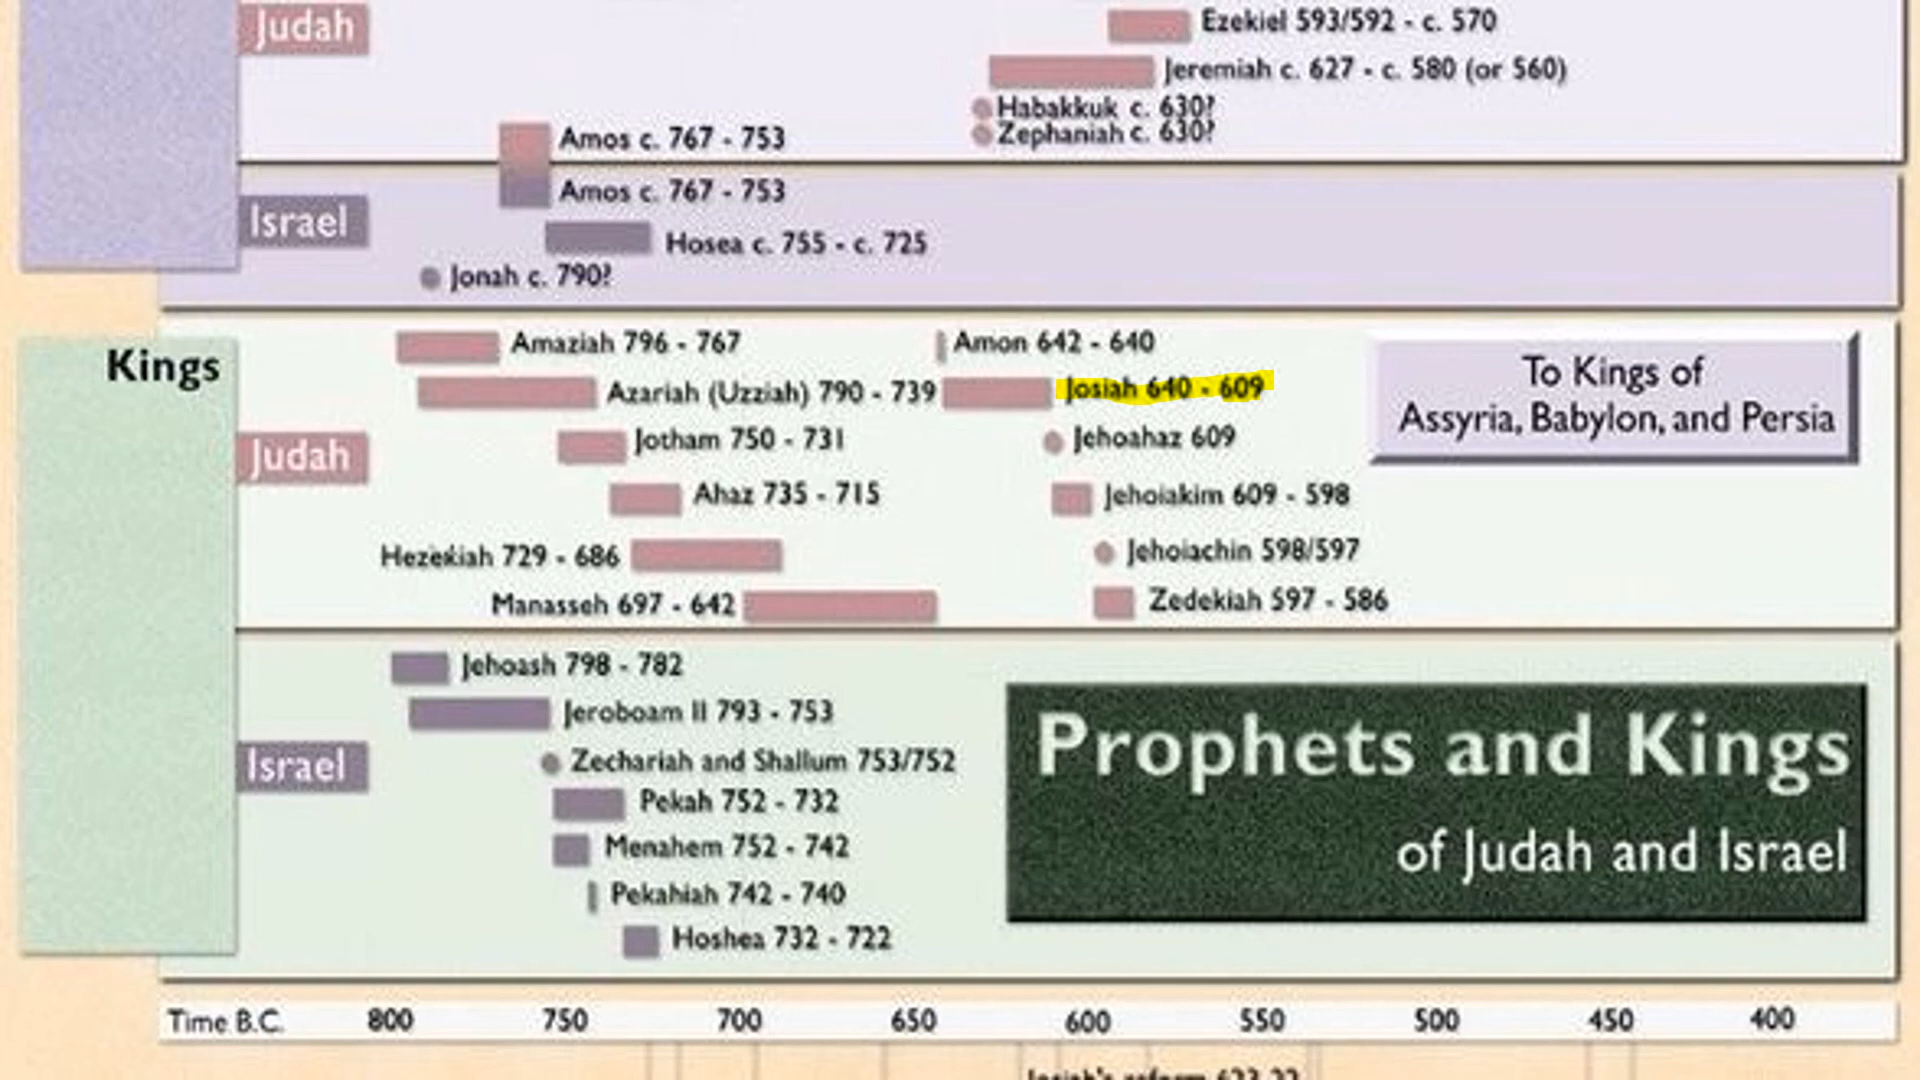 Judah
Ezekiel 593/592 - c. 570
Jeremiah c. 627 - c. 580 (or 560)
Habakkuk c. 630?
Zephaniah c. 630?
Amos c. 767 - 753
Israel
Amos c. 767 - 753
Hosea c. 755 - c. 725
Jonah c. 790?
Kings
Judah
Amaziah 796 - 767
Amon 642 - 640
Azariah (Uzziah) 790 - 739
Josiah 640 - 609
Jotham 750 - 731
Jehoahaz 609
Ahaz 735 - 715
Jehoiakim 609 - 598
Hezekiah 729 - 686
Jehoiachin 598/597
Manasseh 697 - 642
Zedekiah 597 - 586
To Kings of
Assyria, Babylon, and Persia
Israel
Jehoash 798 - 782
Jeroboam II 793 - 753
Zechariah and Shallum 753/752
Pekah 752 - 732
Menahem 752 - 742
Pekahiah 742 - 740
Hoshea 732 - 722
Prophets and Kings
of Judah and Israel
Time B.C. 800 750 700 650 600 550 500 450 400
Josiah's reform 623-22